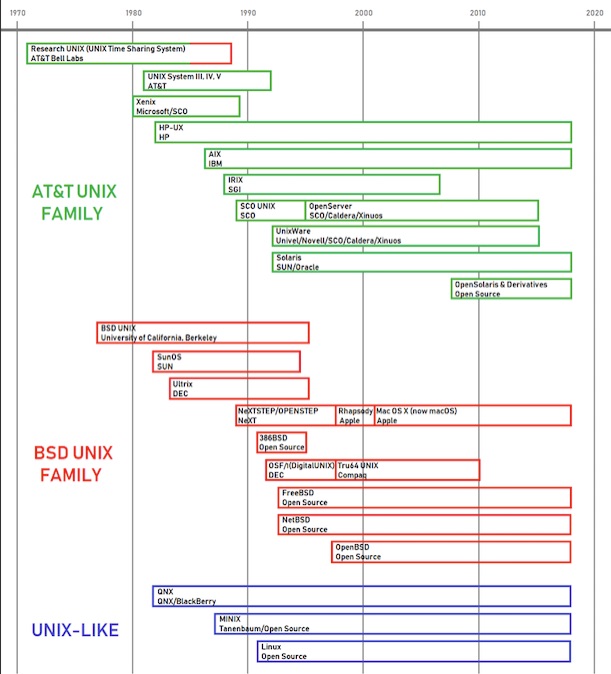 1970 1980 1990 2000 2010 2020
Research UNIX (UNIX Time Sharing System)
AT&T Bell Labs
UNIX System III, IV, V
AT&T
Xenix
Microsoft/SCO
HP-UX
HP
AIX
IBM
IRIX
SGI
AT&T UNIX
FAMILY
SCO UNIX
SCO
OpenServer
SCO/Caldera/Xinuos
UnixWare
Univel/Novell/SCO/Caldera/Xinuos
Solaris
SUN/Oracle
OpenSolaris & Derivatives
Open Source
BSD UNIX
University of California, Berkeley
SunOS
SUN
Ultrix
DEC
NeXTSTEP/OPENSTEP
NeXT
Rhapsody
Apple
Mac OS X (now macOS)
Apple
386BSD
Open Source
BSD UNIX
FAMILY
OSF/1(DigitalUNIX)
DEC
Tru64 UNIX
Compaq
FreeBSD
Open Source
NetBSD
Open Source
OpenBSD
Open Source
QNX
QNX/BlackBerry
UNIX-LIKE
MINIX
Tanenbaum/Open Source
Linux
Open Source